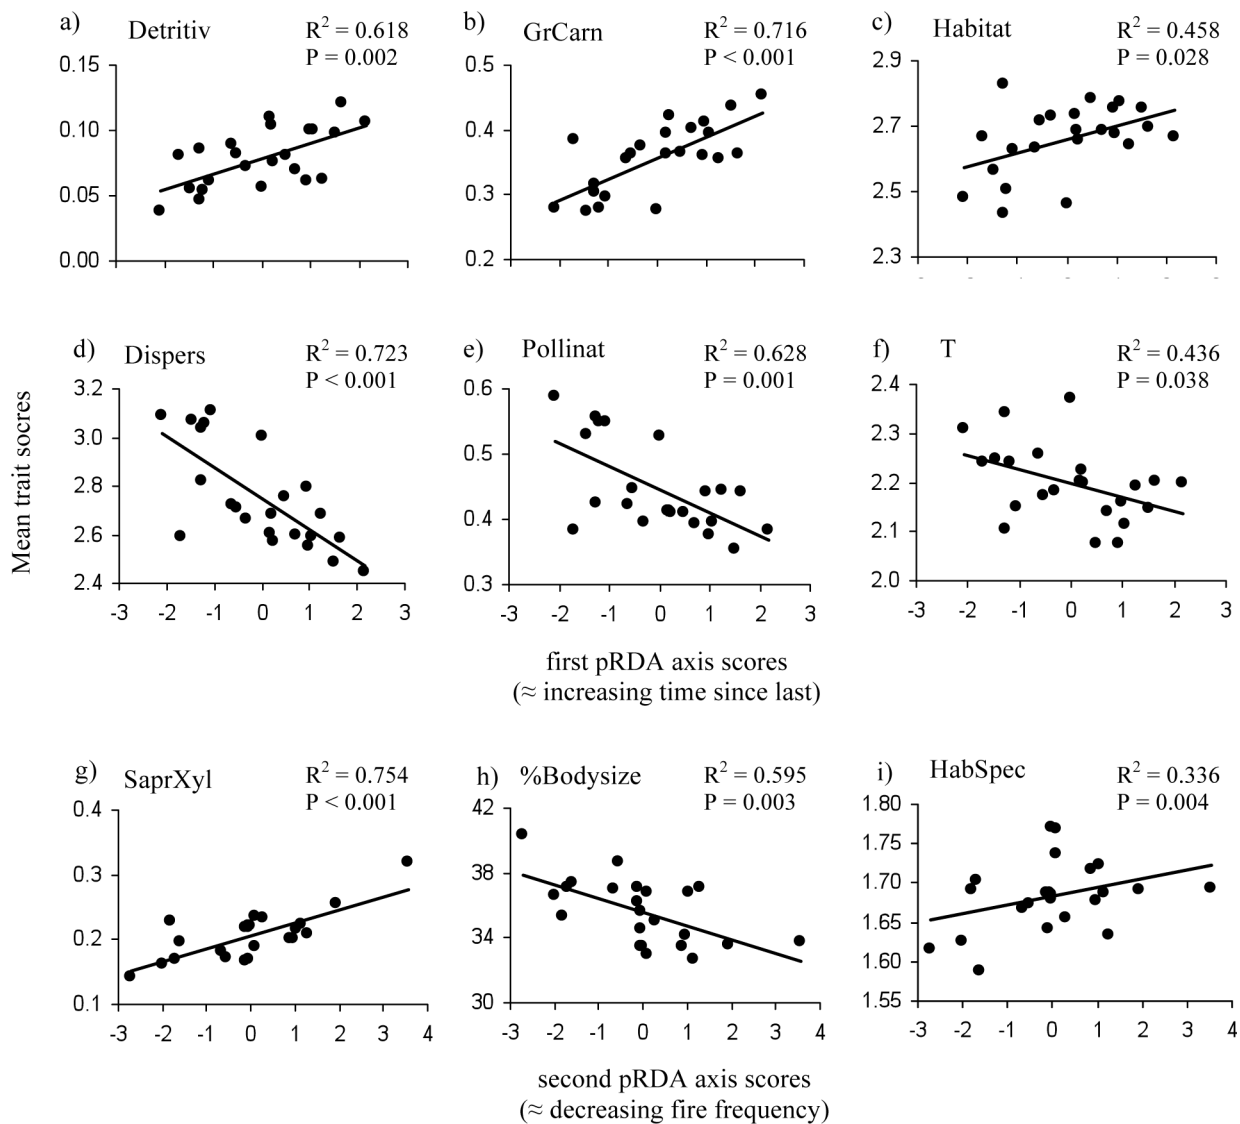 a) Detritiv R² = 0.618
P = 0.002
0.15
0.10
0.05
0.00
b) GrCarn R² = 0.716
P < 0.001
0.5
0.4
0.3
0.2
c) Habitat R² = 0.458
P = 0.028
2.9
2.7
2.5
2.3
Mean trait socres
d) Dispers R² = 0.723
P < 0.001
3.2
3.0
2.8
2.6
2.4
-3 -2 -1 0 1 2 3
e) Pollinat R² = 0.628
P = 0.001
0.6
0.5
0.4
0.3
-3 -2 -1 0 1 2 3
f) T R² = 0.436
P = 0.038
2.4
2.3
2.2
2.1
2.0
-3 -2 -1 0 1 2 3
first pRDA axis scores
(≈ increasing time since last)
g) SaprXyl R² = 0.754
P < 0.001
0.4
0.3
0.2
0.1
-3 -2 -1 0 1 2 3 4
h) %Bodysize R² = 0.595
P = 0.003
42
38
34
30
-3 -2 -1 0 1 2 3 4
i) HabSpec R² = 0.336
P = 0.004
1.80
1.75
1.70
1.65
1.60
1.55
-3 -2 -1 0 1 2 3 4
second pRDA axis scores
(≈ decreasing fire frequency)